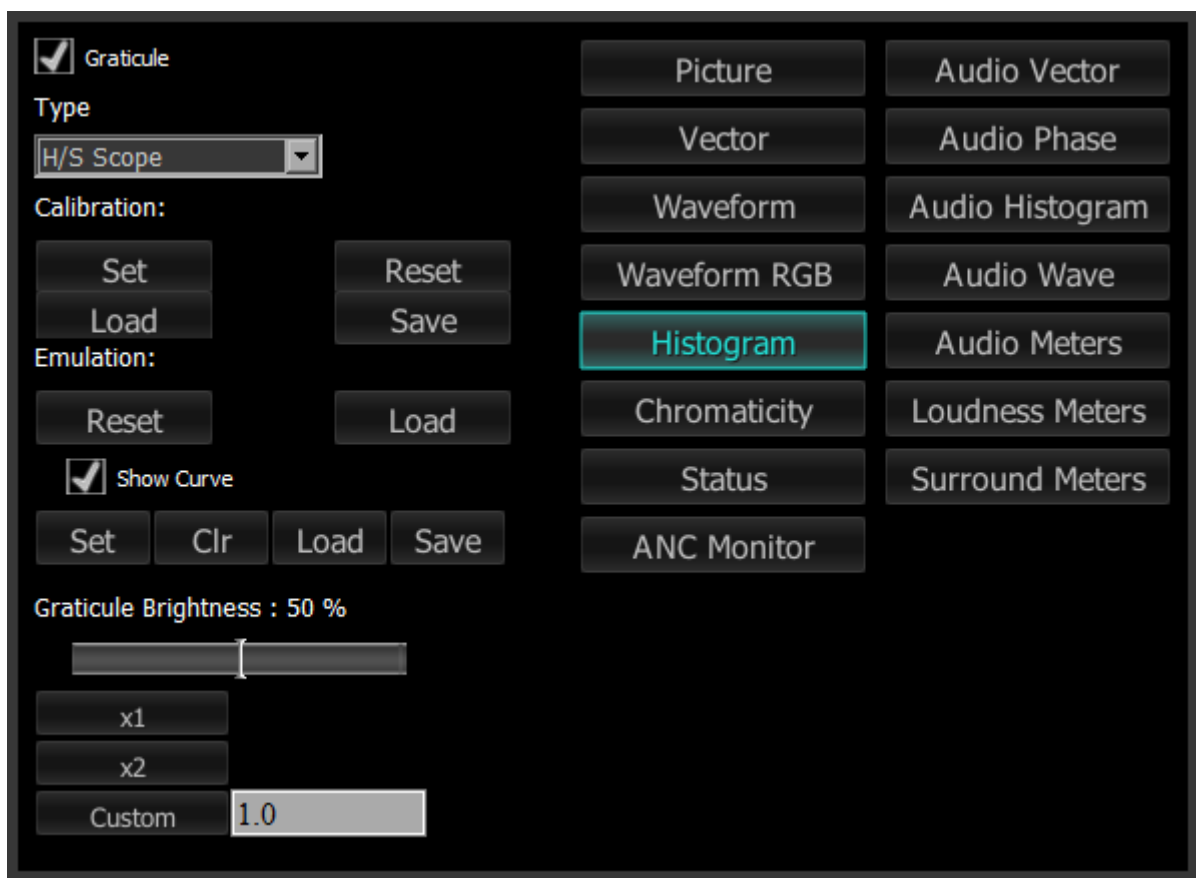 Graticule
Type
H/S Scope
Calibration:
Set Reset
Load Save
Emulation:
Reset Load
Show Curve
Set Clr Load Save
Graticule Brightness : 50 %
x1
x2
Custom 1.0
Picture Audio Vector
Vector Audio Phase
Waveform Audio Histogram
Waveform RGB Audio Wave
Histogram Audio Meters
Chromaticity Loudness Meters
Status Surround Meters
ANC Monitor